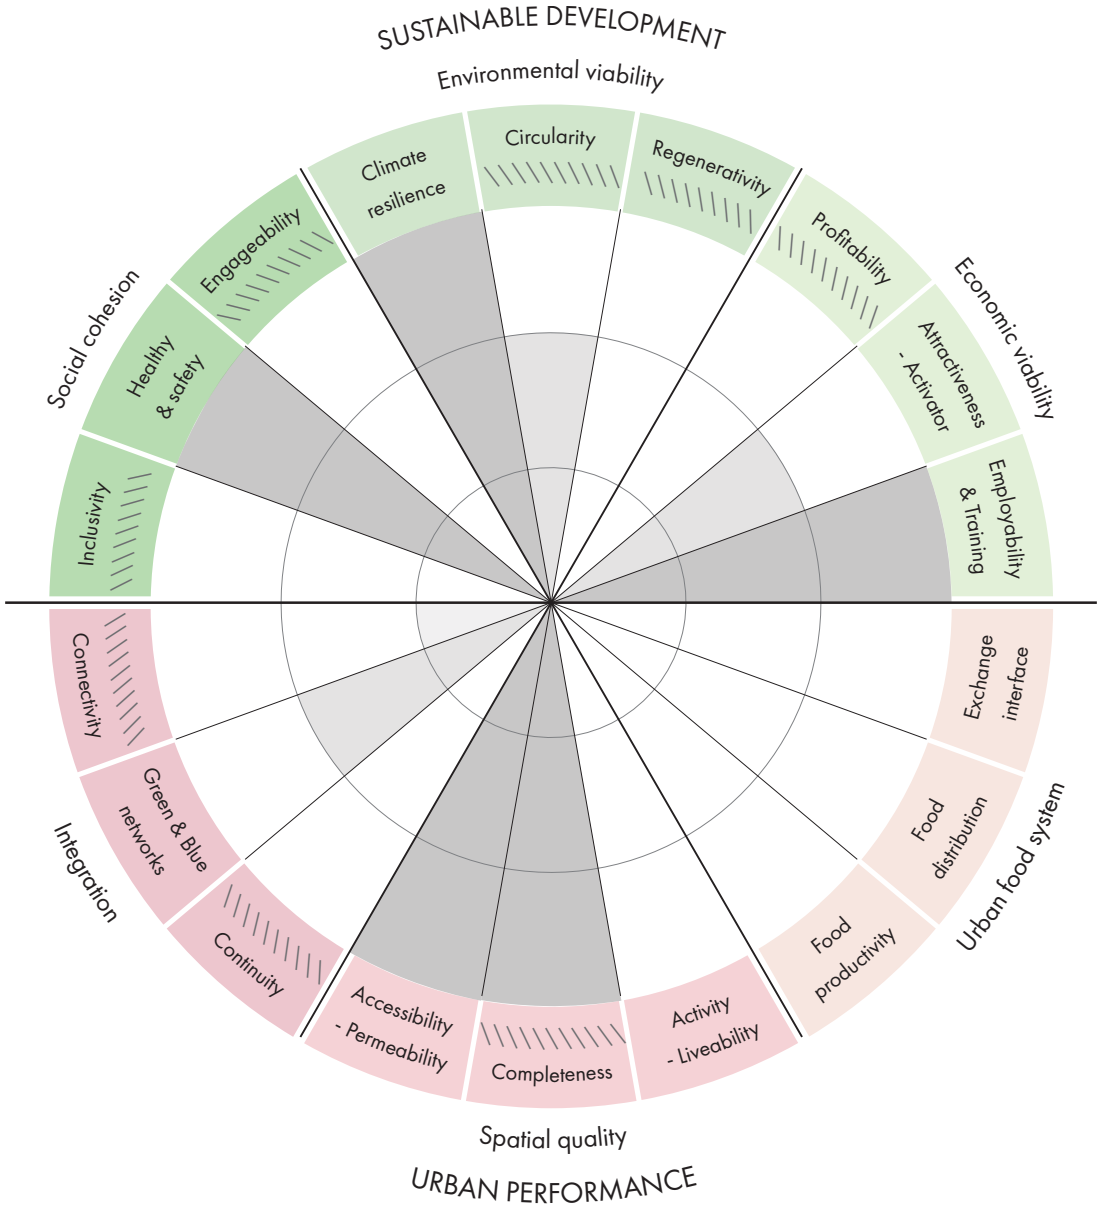 SUSTAINABLE DEVELOPMENT
Environmental viability
Circularity
Climate
resilience
Regenerativity
Engageability
Profitability
Social cohesion
Economic viability
Healthy
& safety
Attractiveness
- Activator
Inclusivity
Employability
& Training
Connectivity
Exchange
interface
Green & Blue
networks
Food
distribution
Integration
Urban food system
Continuity
Food
productivity
Accessibility
- Permeability
Activity
- Liveability
Completeness
Spatial quality
URBAN PERFORMANCE